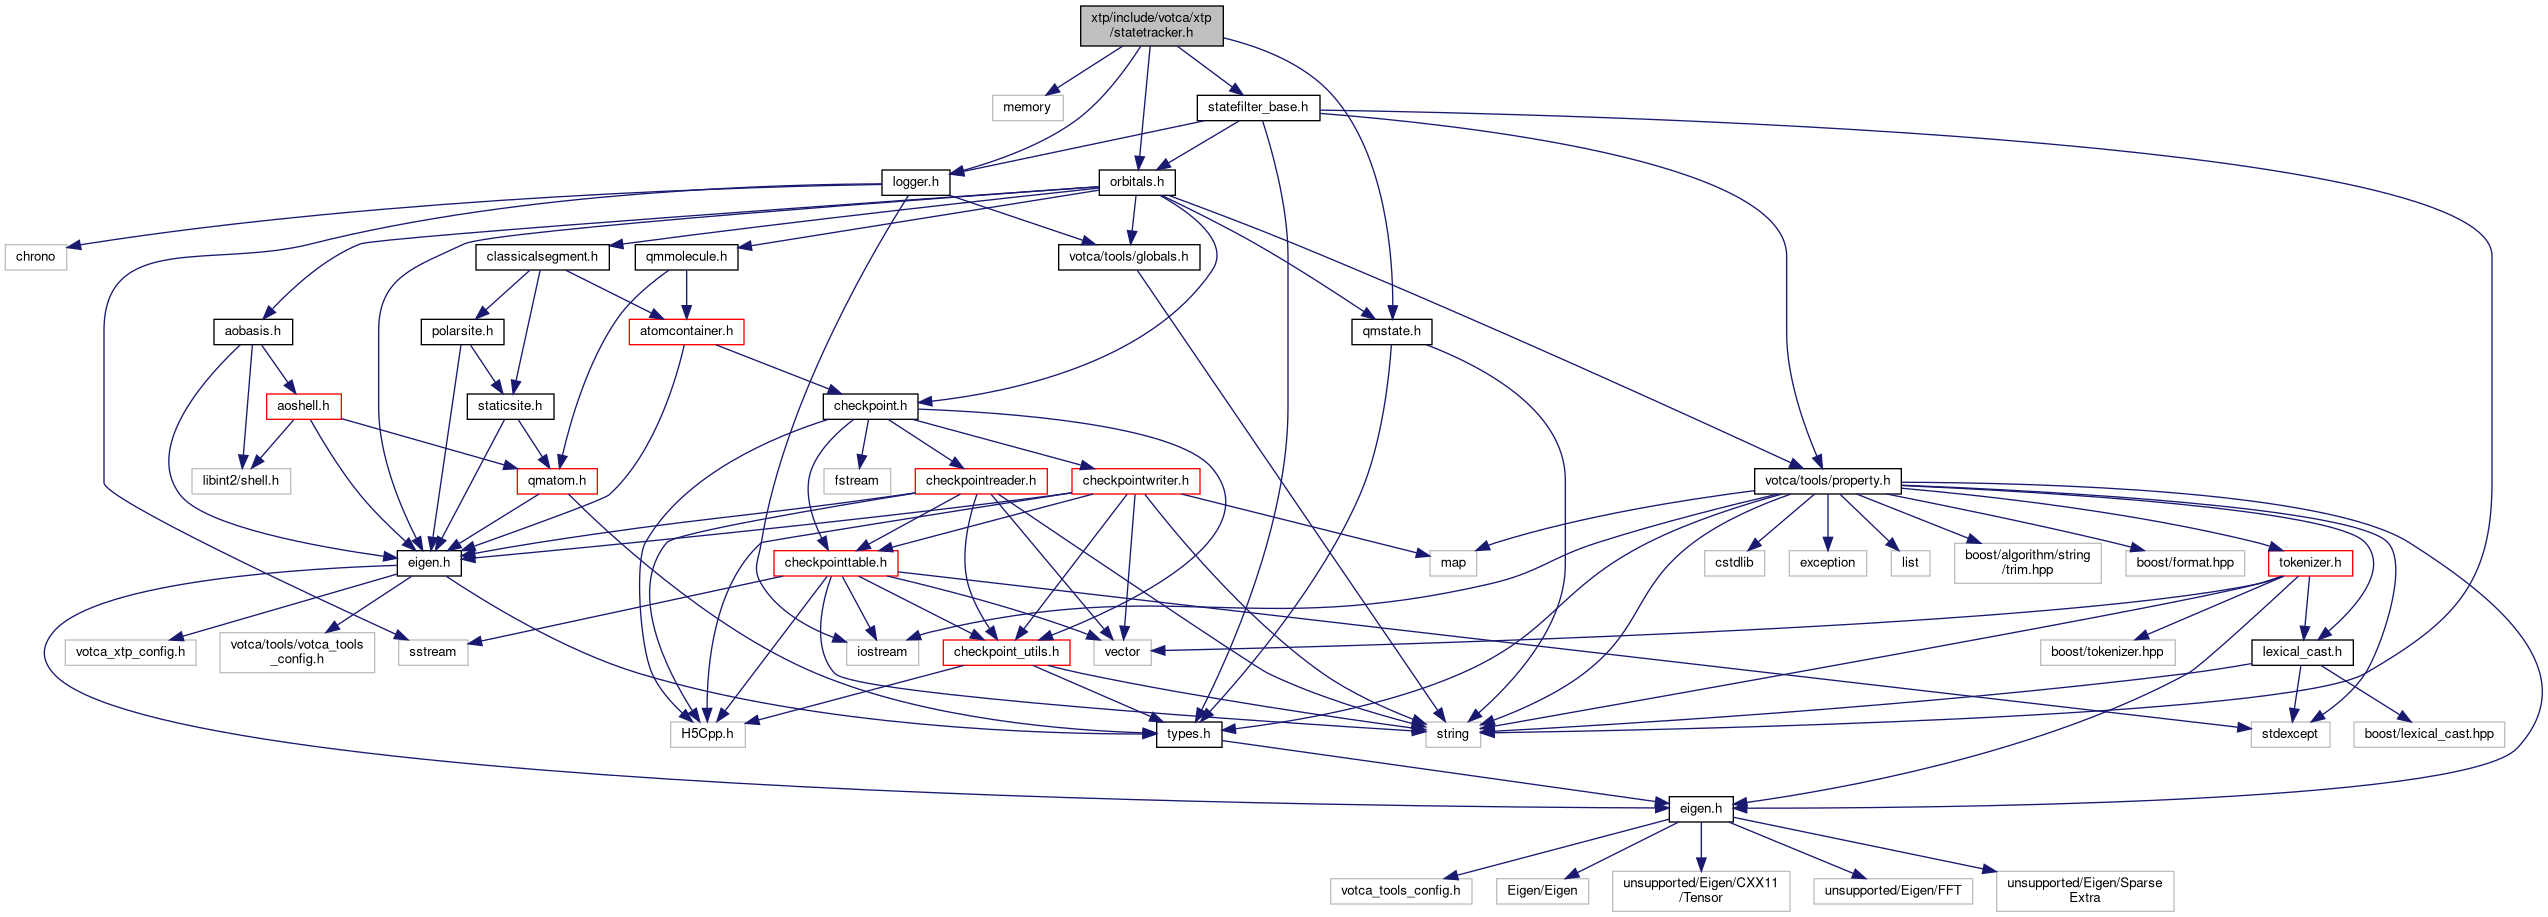 xtp/include/votca/xtp
/statetracker.h
memory
statefilter_base.h
logger.h
orbitals.h
chrono
classicalsegment.h
qmmolecule.h
votca/tools/globals.h
aobasis.h
polarsite.h
atomcontainer.h
qmstate.h
aoshell.h
staticsite.h
checkpoint.h
libint2/shell.h
qmatom.h
fstream
checkpointreader.h
checkpointwriter.h
votca/tools/property.h
eigen.h
checkpointtable.h
map
cstdlib
exception
list
boost/algorithm/string
/trim.hpp
boost/format.hpp
tokenizer.h
votca_xtp_config.h
votca/tools/votca_tools
_config.h
sstream
iostream
checkpoint_utils.h
vector
boost/tokenizer.hpp
lexical_cast.h
H5Cpp.h
types.h
string
stdexcept
boost/lexical_cast.hpp
eigen.h
votca_tools_config.h
Eigen/Eigen
unsupported/Eigen/CXX11
/Tensor
unsupported/Eigen/FFT
unsupported/Eigen/Sparse
Extra